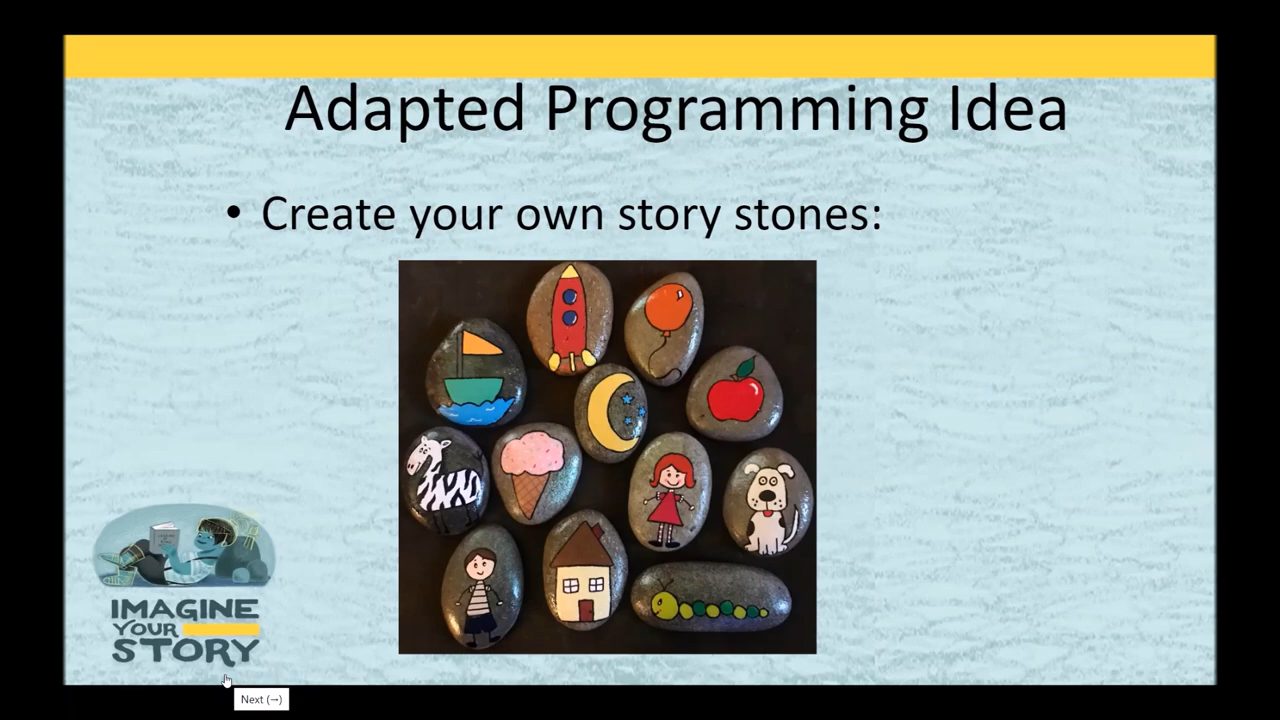 Adapted Programming Idea
• Create your own story stones:
IMAGINE
YOUR
STORY
Next (→)